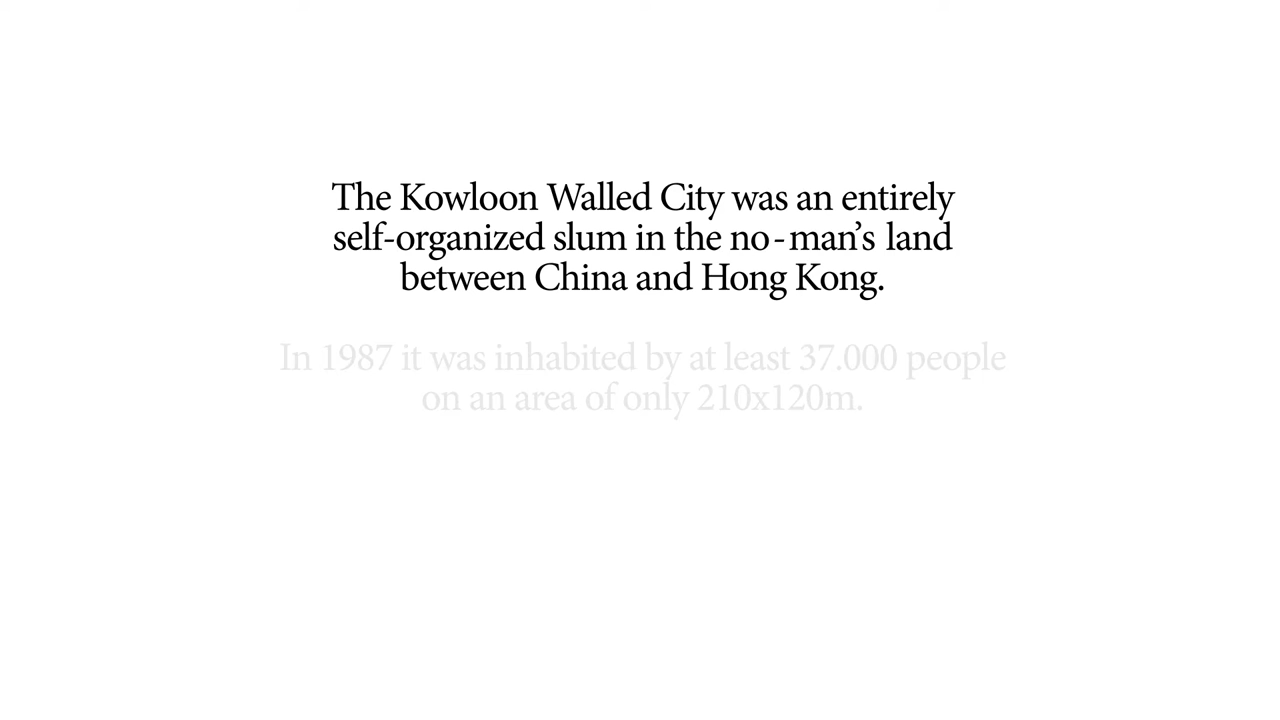 The Kowloon Walled City was an entirely
self-organized slum in the no-man’s land
between China and Hong Kong.
In 1987 it was inhabited by at least 37.000 people
on an area of only 210x120m.